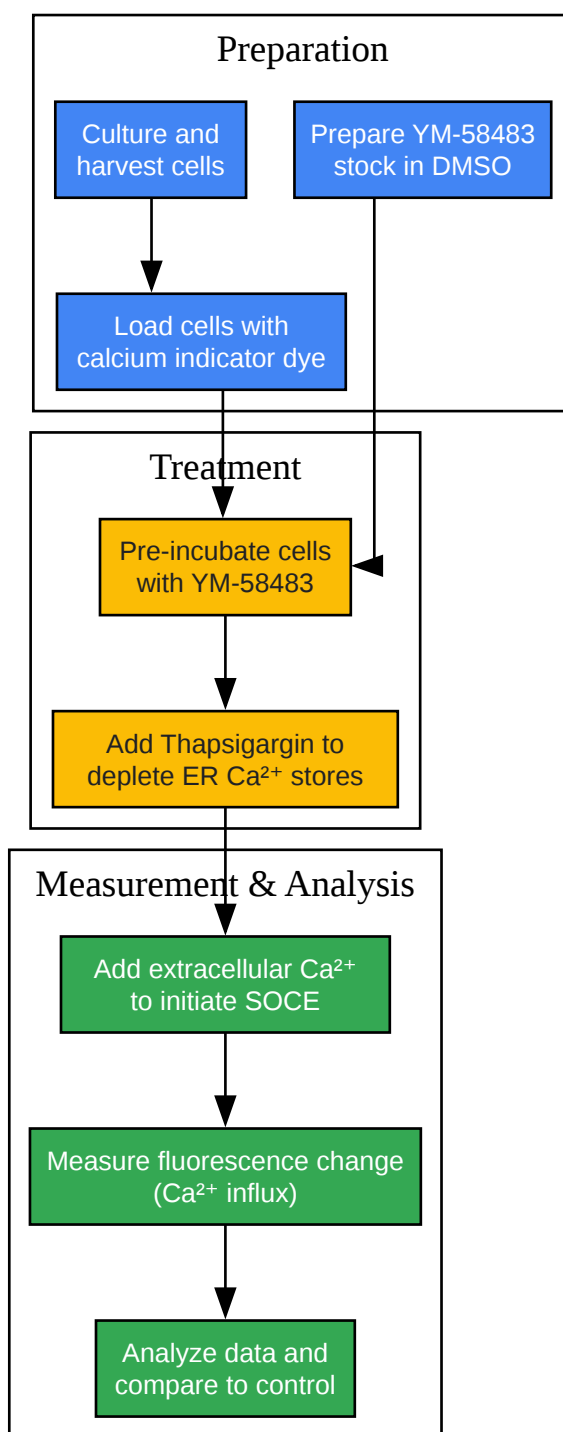 Preparation
Culture and
harvest cells
Prepare YM-58483
stock in DMSO
Load cells with
calcium indicator dye
Treatment
Pre-incubate cells
with YM-58483
Add Thapsigargin to
deplete ER Ca²⁺ stores
Measurement & Analysis
Add extracellular Ca²⁺
to initiate SOCE
Measure fluorescence change
(Ca²⁺ influx)
Analyze data and
compare to control